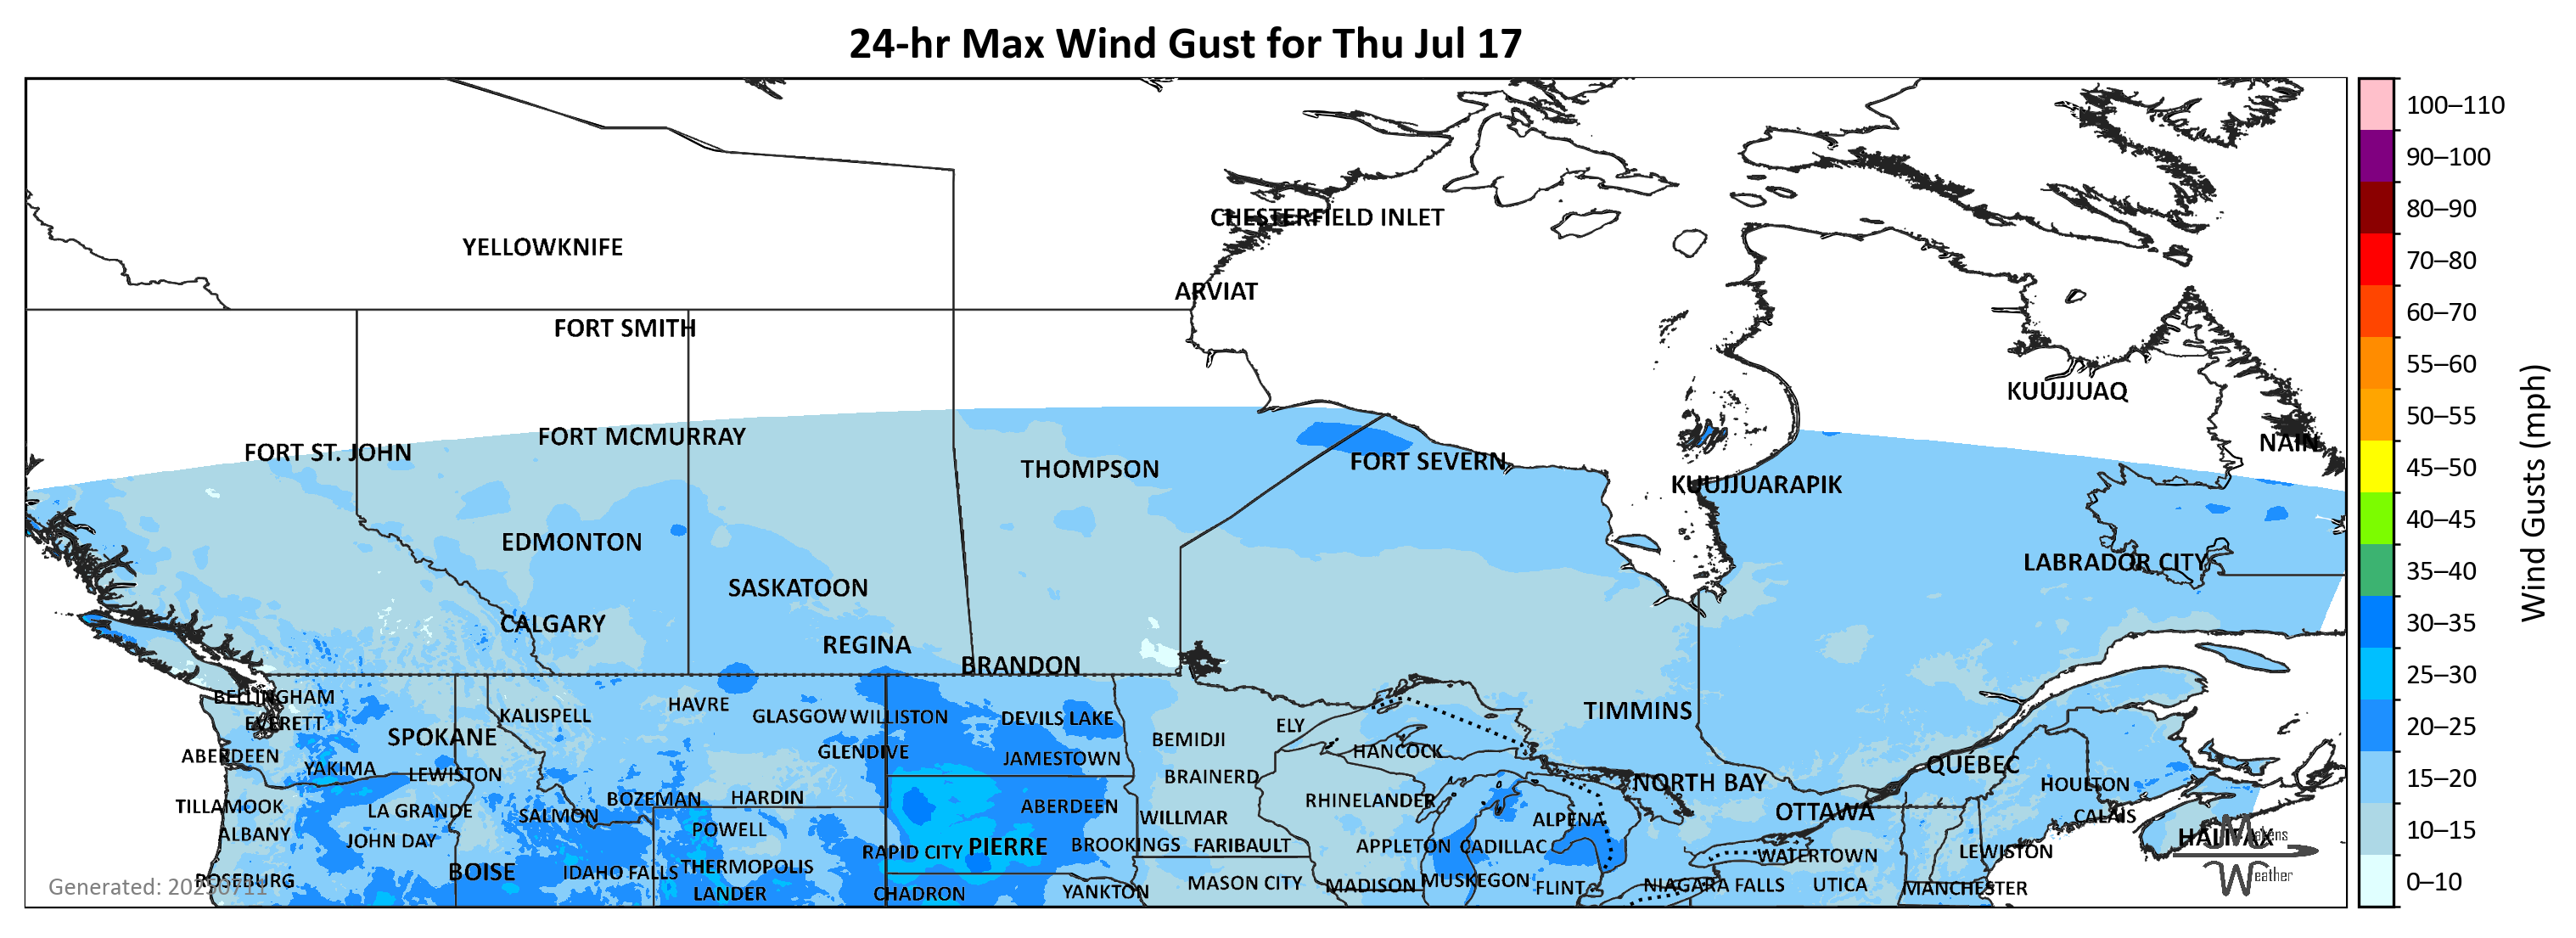 24-hr Max Wind Gust for Thu Jul 17
CHESTERFIELD INLET
YELLOWKNIFE
ARVIAT
FORT SMITH
KUUJJUAQ
FORT MCMURRAY
NAIN
FORT ST. JOHN
FORT SEVERN
THOMPSON
KUUJJUARAPIK
EDMONTON
LABRADOR CITY
SASKATOON
CALGARY
REGINA
BRANDON
BELLINGHAM
HAVRE
TIMMINS
KALISPELL
GLASGOW
WILLISTON
DEVILS LAKE
EVERETT
ELY
SPOKANE
BEMIDJI
GLENDIVE
HANCOCK
ABERDEEN
JAMESTOWN
QUÉBEC
YAKIMA
LEWISTON
BRAINERD
NORTH BAY
HOULTON
BOZEMAN
HARDIN
RHINELANDER
TILLAMOOK
LA GRANDE
ABERDEEN
OTTAWA
SALMON
WILLMAR
ALPENA
CALAIS
ALBANY
POWELL
HALIFAX
Makens
Weather
JOHN DAY
PIERRE
BROOKINGS
FARIBAULT
APPLETON
CADILLAC
RAPID CITY
WATERTOWN
LEWISTON
BOISE
IDAHO FALLS
THERMOPOLIS
ROSEBURG
MASON CITY
MADISON
MUSKEGON
FLINT
NIAGARA FALLS
UTICA
MANCHESTER
LANDER
CHADRON
YANKTON
Generated: 20250711
100–110
90–100
80–90
70–80
60–70
55–60
50–55
45–50
40–45
35–40
30–35
25–30
20–25
15–20
10–15
0–10
Wind Gusts (mph)